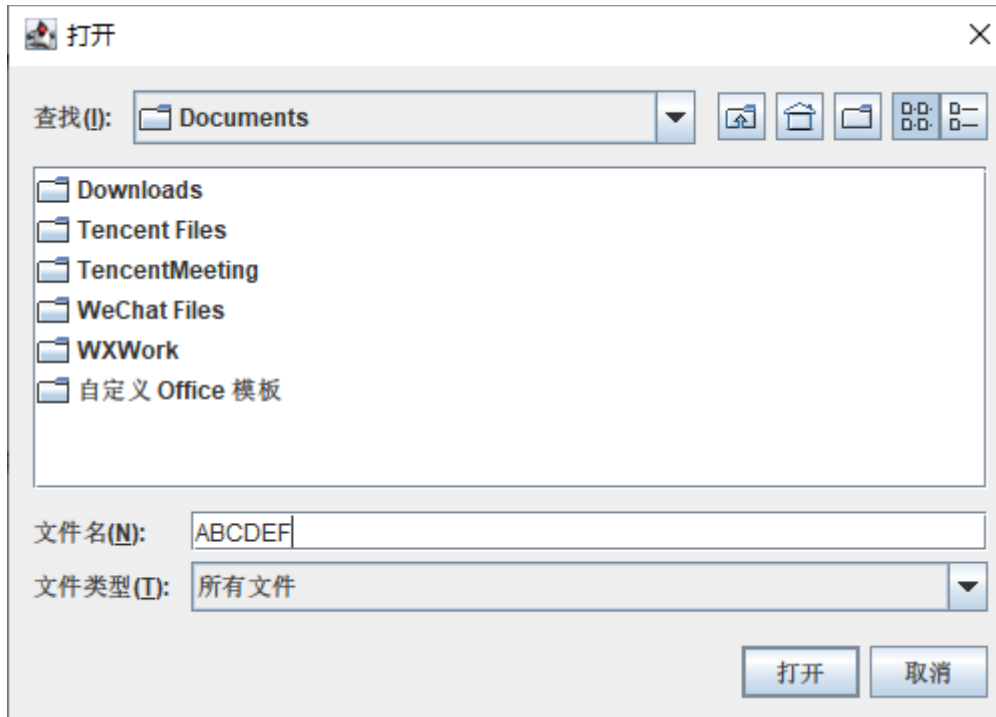 打开
查找(I): Documents
Downloads
Tencent Files
TencentMeeting
WeChat Files
WXWork
自定义 Office 模板
文件名(N): ABCDEF
文件类型(T): 所有文件
打开 取消